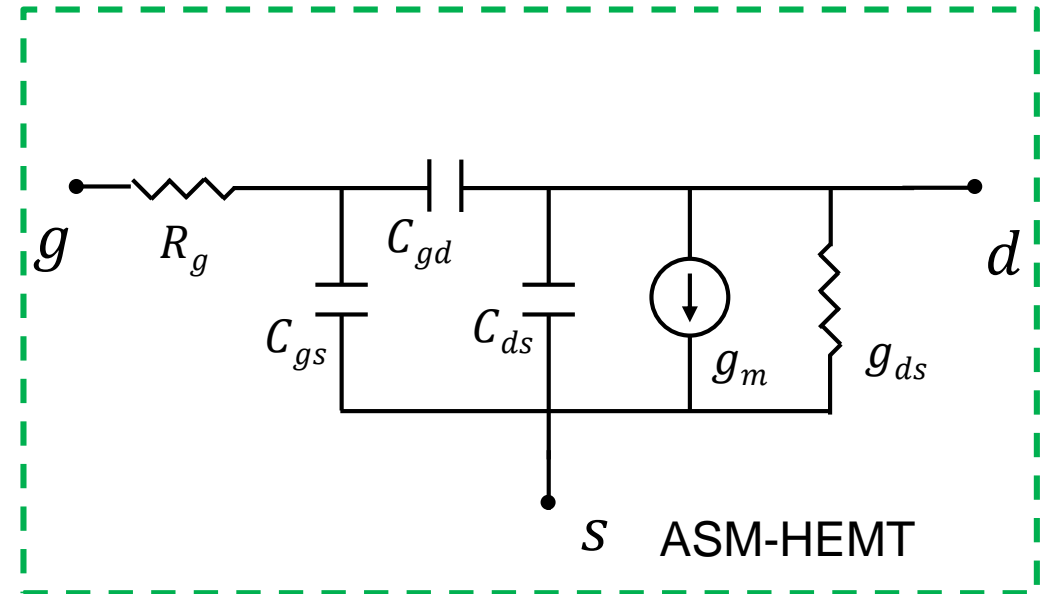 g
R_g
C_gd
d
C_gs
C_ds
g_m
g_ds
s
ASM-HEMT